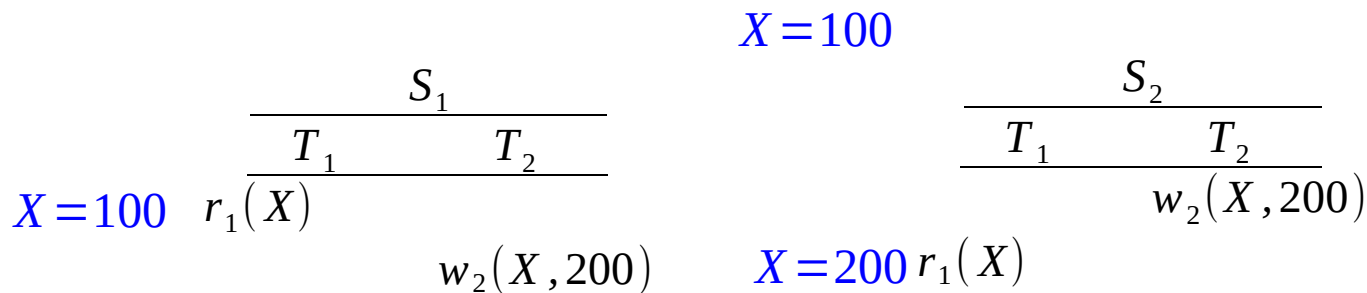 X=100
S₁
T₁ T₂
X=100 r₁(X)
w₂(X,200)
S₂
T₁ T₂
w₂(X,200)
X=200 r₁(X)